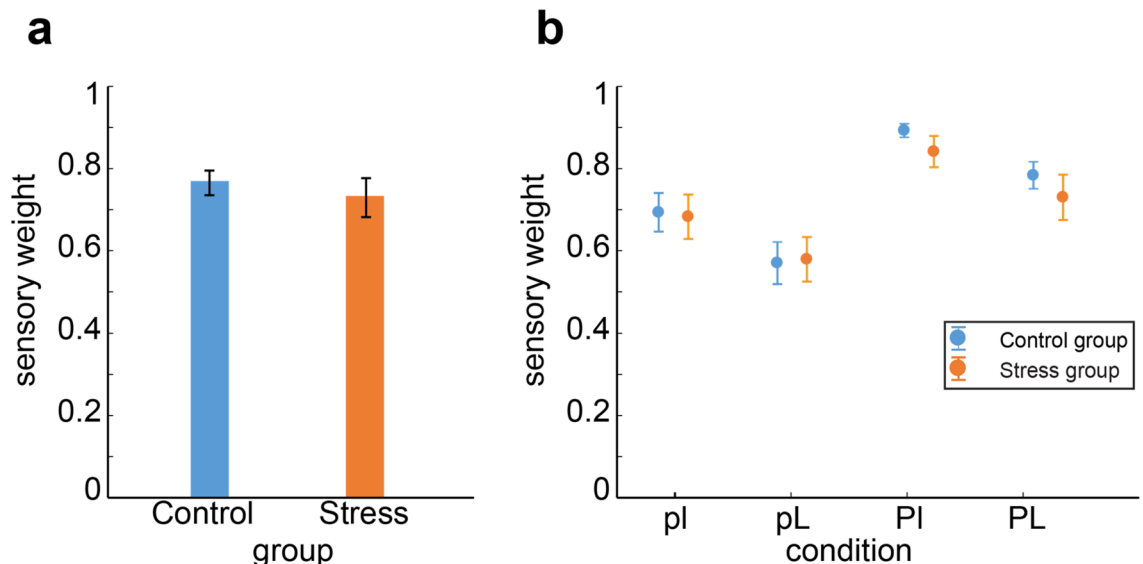 a
sensory weight
1
0.8
0.6
0.4
0.2
0
Control Stress
group
b
sensory weight
1
0.8
0.6
0.4
0.2
0
pl pL Pl PL
condition
Control group
Stress group